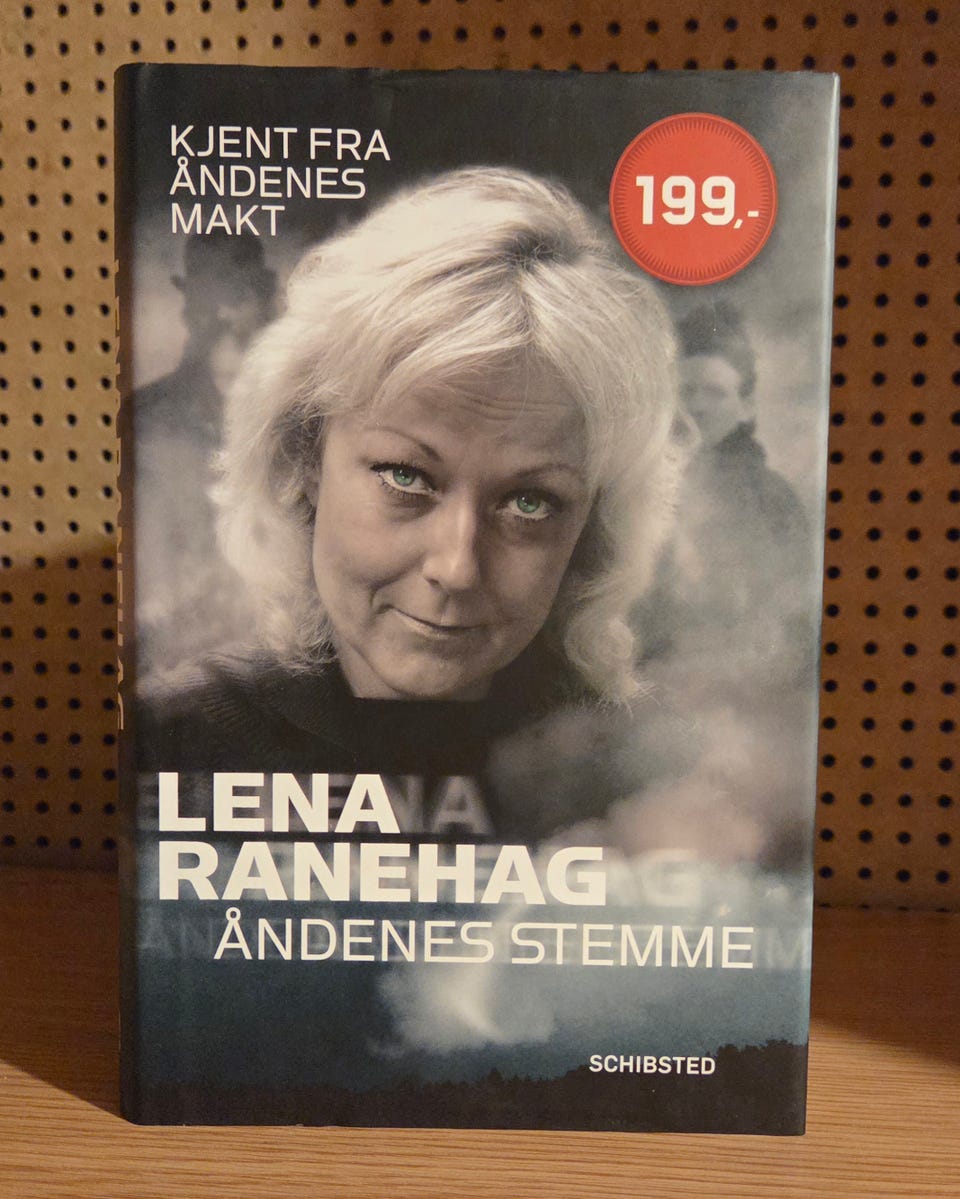 KJENT FRA
ÅNDENES
MAKT
199,-
LENA
RANEHAG
ÅNDENES STEMME
SCHIBSTED